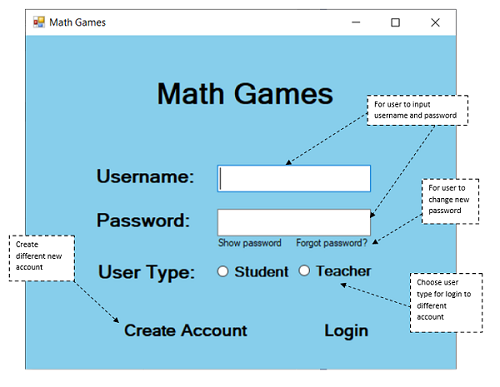 Math Games
Math Games
For user to input
username and password
Username:
For user to
change new
password
Password:
Show password
Forgot password?
Create
different new
account
User Type:
Student
Teacher
Choose user
type for login to
different
account
Create Account
Login